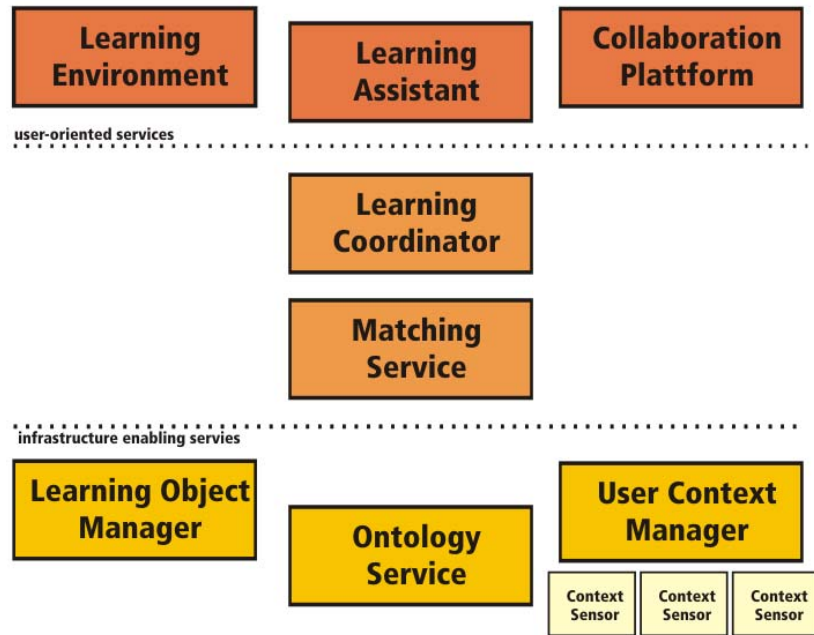 Learning
Environment
Learning
Assistant
Collaboration
Plattform
user-oriented services
Learning
Coordinator
Matching
Service
infrastructure enabling servies
Learning Object
Manager
Ontology
Service
User Context
Manager
Context
Sensor
Context
Sensor
Context
Sensor